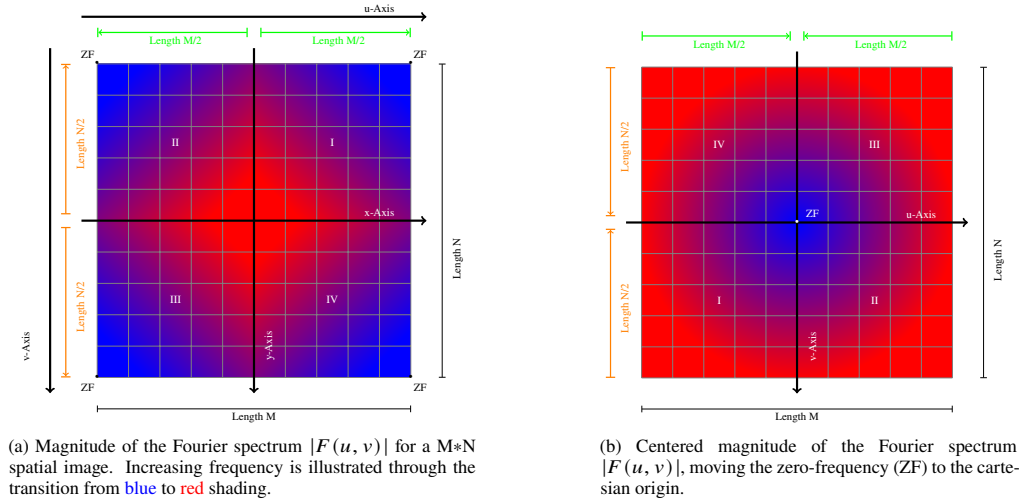 u-Axis
Length M/2
Length M/2
ZF
ZF
II
I
x-Axis
III
IV
y-Axis
v-Axis
Length N/2
Length N/2
Length N
ZF
ZF
Length M
(a) Magnitude of the Fourier spectrum |F(u, v)| for a M*N
spatial image. Increasing frequency is illustrated through the
transition from blue to red shading.
Length M/2
Length M/2
IV
III
ZF
u-Axis
I
II
v-Axis
Length N/2
Length N/2
Length N
Length M
(b) Centered magnitude of the Fourier spectrum
|F(u, v)|, moving the zero-frequency (ZF) to the carte-
sian origin.